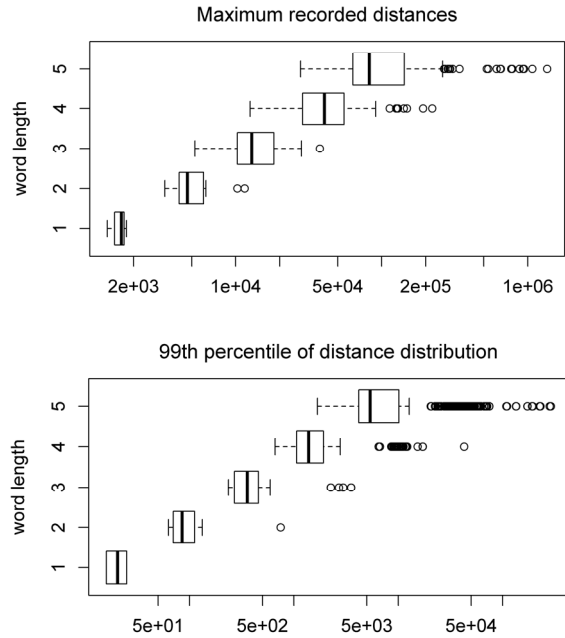 Maximum recorded distances
word length
5
4
3
2
1
2e+03 1e+04 5e+04 2e+05 1e+06
99th percentile of distance distribution
word length
5
4
3
2
1
5e+01 5e+02 5e+03 5e+04